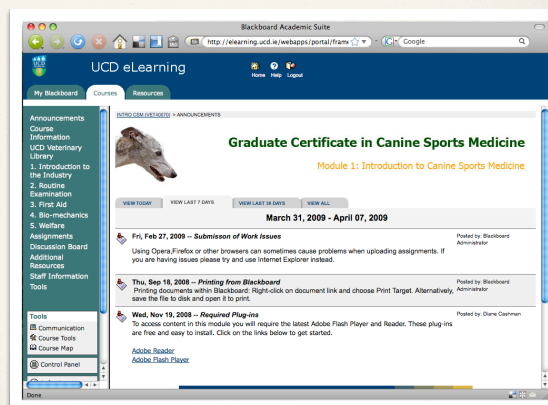 Blackboard Academic Suite
http://elearning.ucd.ie/webapps/portal/frame
Google
UCD
UCD eLearning
Home Help Logout
My Blackboard Courses Resources
INTRO CSM (VET40070) > ANNOUNCEMENTS
Announcements
Course
Information
UCD Veterinary
Library
1. Introduction to
the Industry
2. Routine
Examination
3. First Aid
4. Bio-mechanics
5. Welfare
Assignments
Discussion Board
Additional
Resources
Staff Information
Tools
Tools
Communication
Course Tools
Course Map
Control Panel
Graduate Certificate in Canine Sports Medicine
Module 1: Introduction to Canine Sports Medicine
VIEW TODAY VIEW LAST 7 DAYS VIEW LAST 30 DAYS VIEW ALL
March 31, 2009 - April 07, 2009
Fri, Feb 27, 2009 -- Submisson of Work Issues
Posted by: Blackboard
Administrator
Using Opera,Firefox or other browsers can sometimes cause problems when uploading assignments. If
you are having issues please try and use Internet Explorer instead.
Thu, Sep 18, 2008 -- Printing from Blackboard
Posted by: Blackboard
Administrator
Printing documents within Blackboard: Right-click on document link and choose Print Target. Alternatively,
save the file to disk and open it to print.
Wed, Nov 19, 2008 -- Required Plug-ins
Posted by: Diane Cashman
To access content in this module you will require the latest Adobe Flash Player and Reader. These plug-ins
are free and easy to install. Click on the links below to get started.
Adobe Reader
Adobe Flash Player
Done